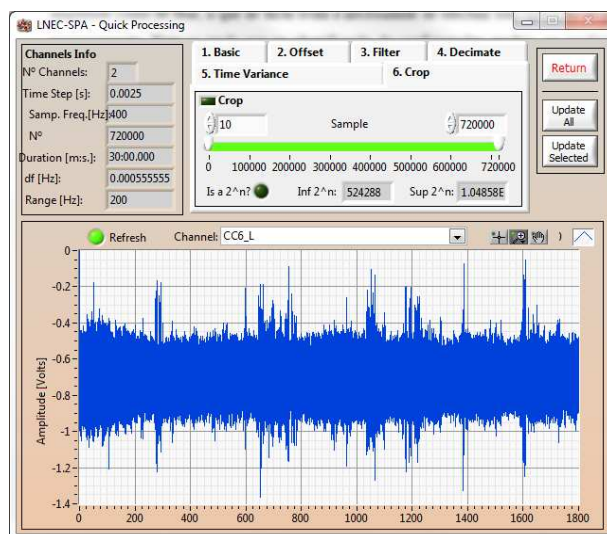 LNEC-SPA - Quick Processing
Channels Info
Nº Channels: 2
Time Step [s]: 0.0025
Samp. Freq.[Hz]: 400
Nº 720000
Duration [m:s.]: 30:00.000
df [Hz]: 0.000555555
Range [Hz]: 200
1. Basic 2. Offset 3. Filter 4. Decimate
5. Time Variance 6. Crop
Crop
10 Sample 720000
0 100000 200000 300000 400000 500000 600000 720000
Is a 2^n? Inf 2^n: 524288 Sup 2^n: 1.04858E
Return
Update
All
Update
Selected
Refresh Channel: CC6_L
Amplitude [Volts]
0
-0.2
-0.4
-0.6
-0.8
-1
-1.2
-1.4
0 200 400 600 800 1000 1200 1400 1600 1800